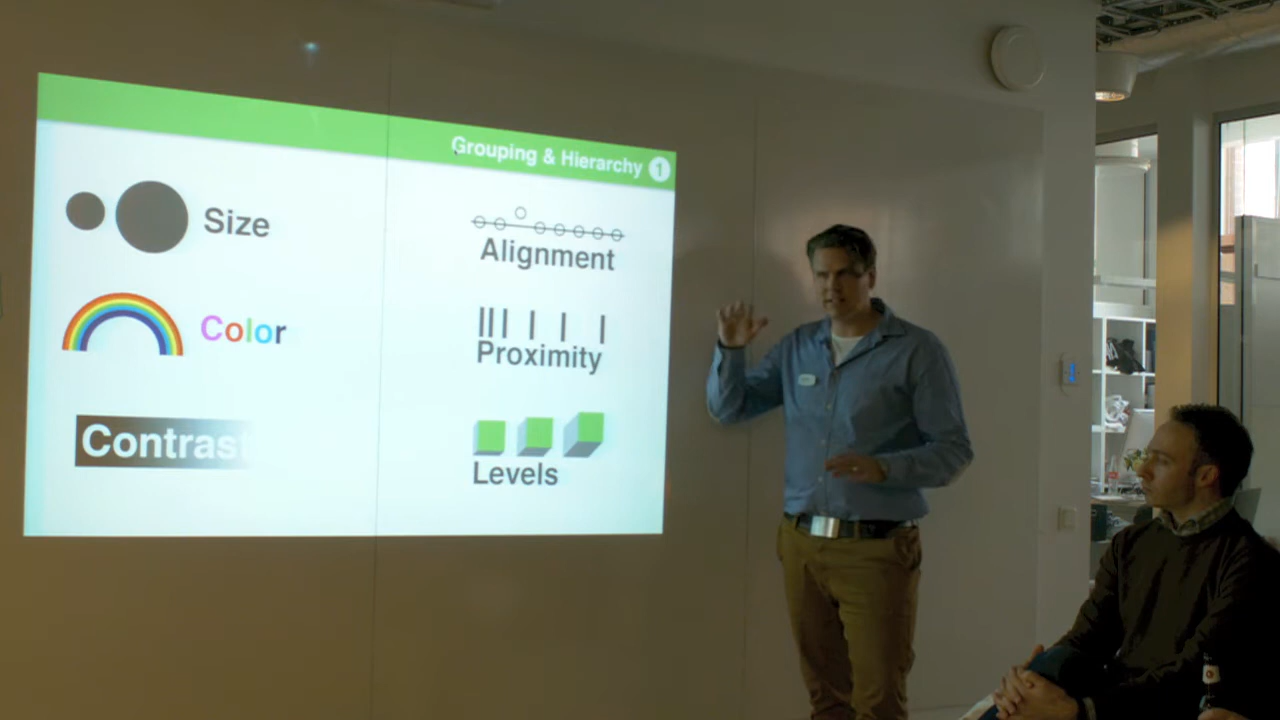 Grouping & Hierarchy 1
Size
Color
Contrast
Alignment
Proximity
Levels